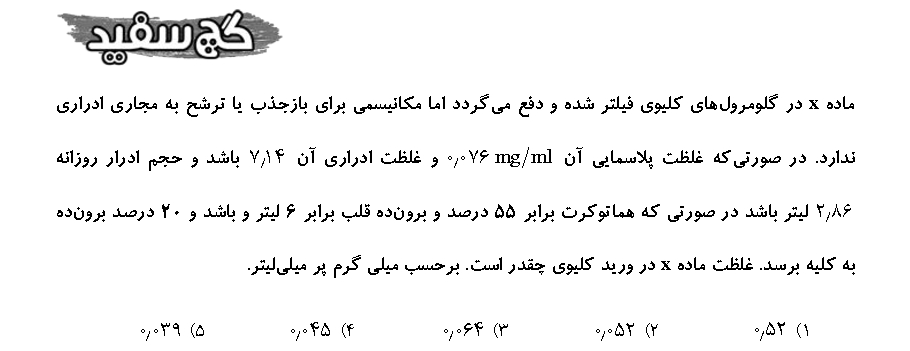 گچ سفید
ماده x در گلومرول‌های کلیوی فیلتر شده و دفع می‌گردد اما مکانیسمی برای بازجذب یا ترشح به مجاری ادراری
ندارد. در صورتی‌که غلظت پلاسمایی آن ۰٫۰۷۶ mg/ml و غلظت ادراری آن ۷٫۱۴ باشد و حجم ادرار روزانه
۲٫۸۶ لیتر باشد در صورتی که هماتوکرت برابر ۵۵ درصد و برون‌ده قلب برابر ۶ لیتر و باشد و ۲۰ درصد برون‌ده
به کلیه برسد. غلظت ماده x در ورید کلیوی چقدر است. برحسب میلی گرم پر میلی‌لیتر.
۱) ۰٫۵۲ ۲) ۰٫۰۵۲ ۳) ۰٫۰۶۴ ۴) ۰٫۰۴۵ ۵) ۰٫۰۳۹